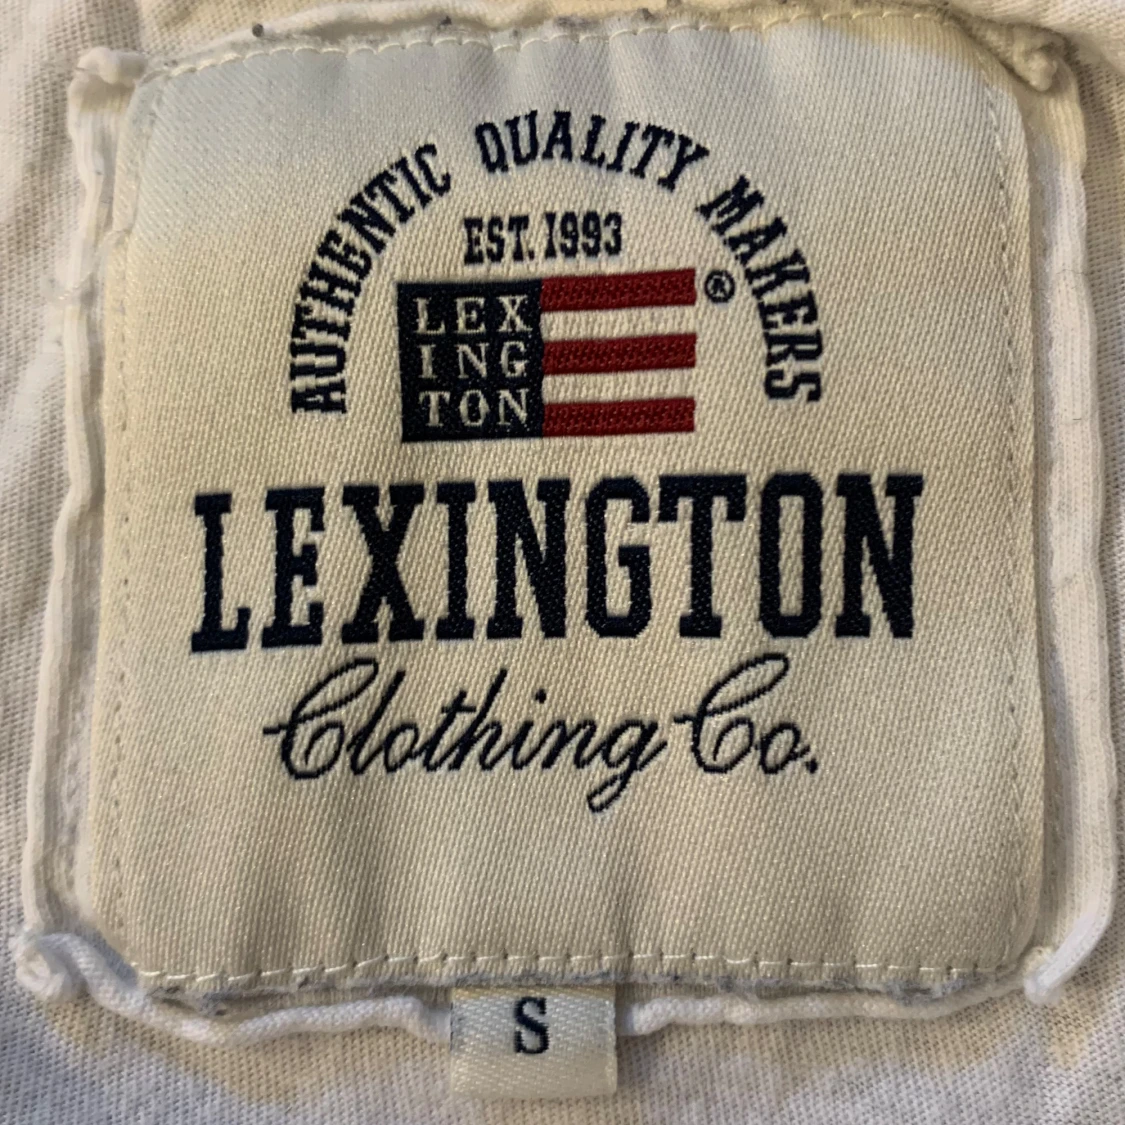 AUTHENTIC QUALITY MAKERS
EST. 1993
LEX
ING
TON
®
LEXINGTON
Clothing Co.
S